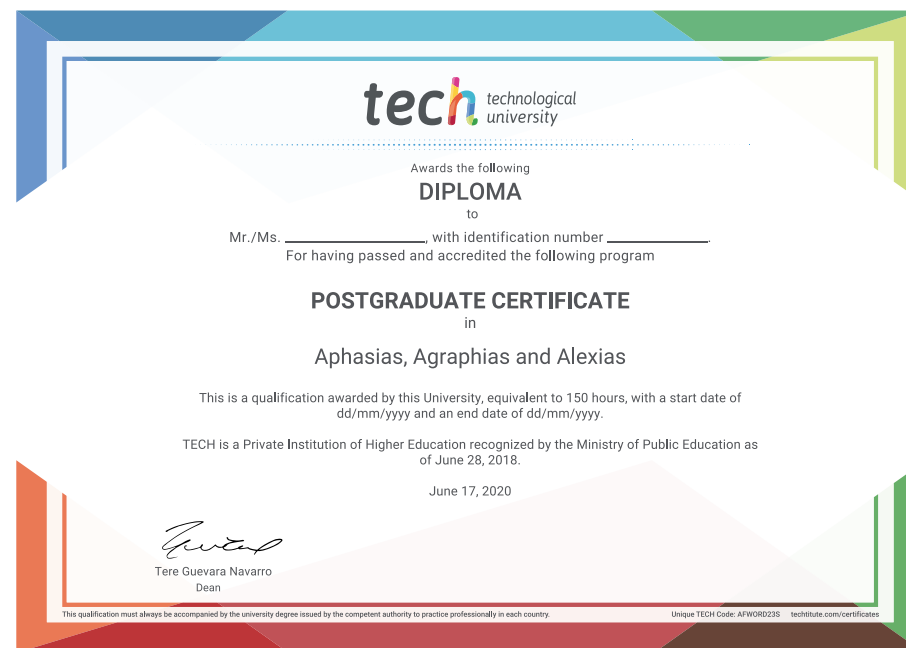 tech technological
university
Awards the following
DIPLOMA
to
Mr./Ms. ____________________, with identification number ______________.
For having passed and accredited the following program
POSTGRADUATE CERTIFICATE
in
Aphasias, Agraphias and Alexias
This is a qualification awarded by this University, equivalent to 150 hours, with a start date of
dd/mm/yyyy and an end date of dd/mm/yyyy.
TECH is a Private Institution of Higher Education recognized by the Ministry of Public Education as
of June 28, 2018.
June 17, 2020
Tere Guevara Navarro
Dean
This qualification must always be accompanied by the university degree issued by the competent authority to practice professionally in each country. Unique TECH Code: AFWORD23S techtitute.com/certificates